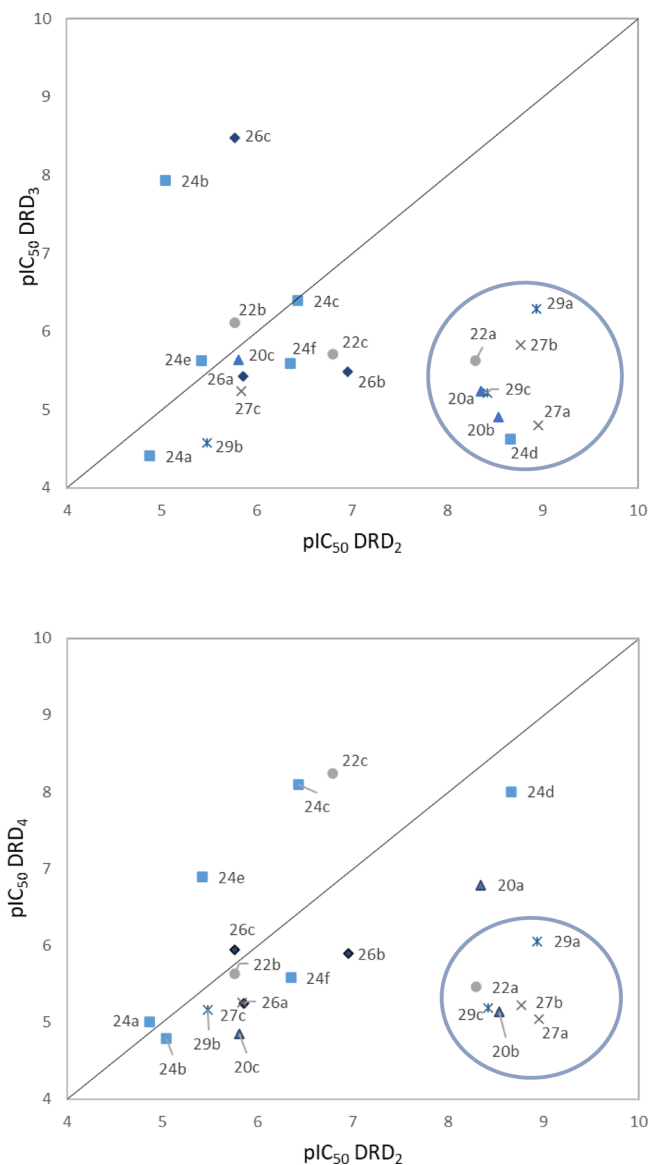 10
9
26c
8
24b
pIC50 DRD3
7
24c
29a
22b
6
22c
22a
27b
24e
20c
24f
26a
26b
20a
29c
27c
5
20b
27a
29b
24d
24a
4
4 5 6 7 8 9 10
pIC50 DRD2
10
9
22c
8
24c
24d
pIC50 DRD4
7
24e
20a
26c
29a
6
26b
22b
24f
22a
27b
26a
29c
27c
24a
5
29b
20b
27a
24b
20c
4
4 5 6 7 8 9 10
pIC50 DRD2